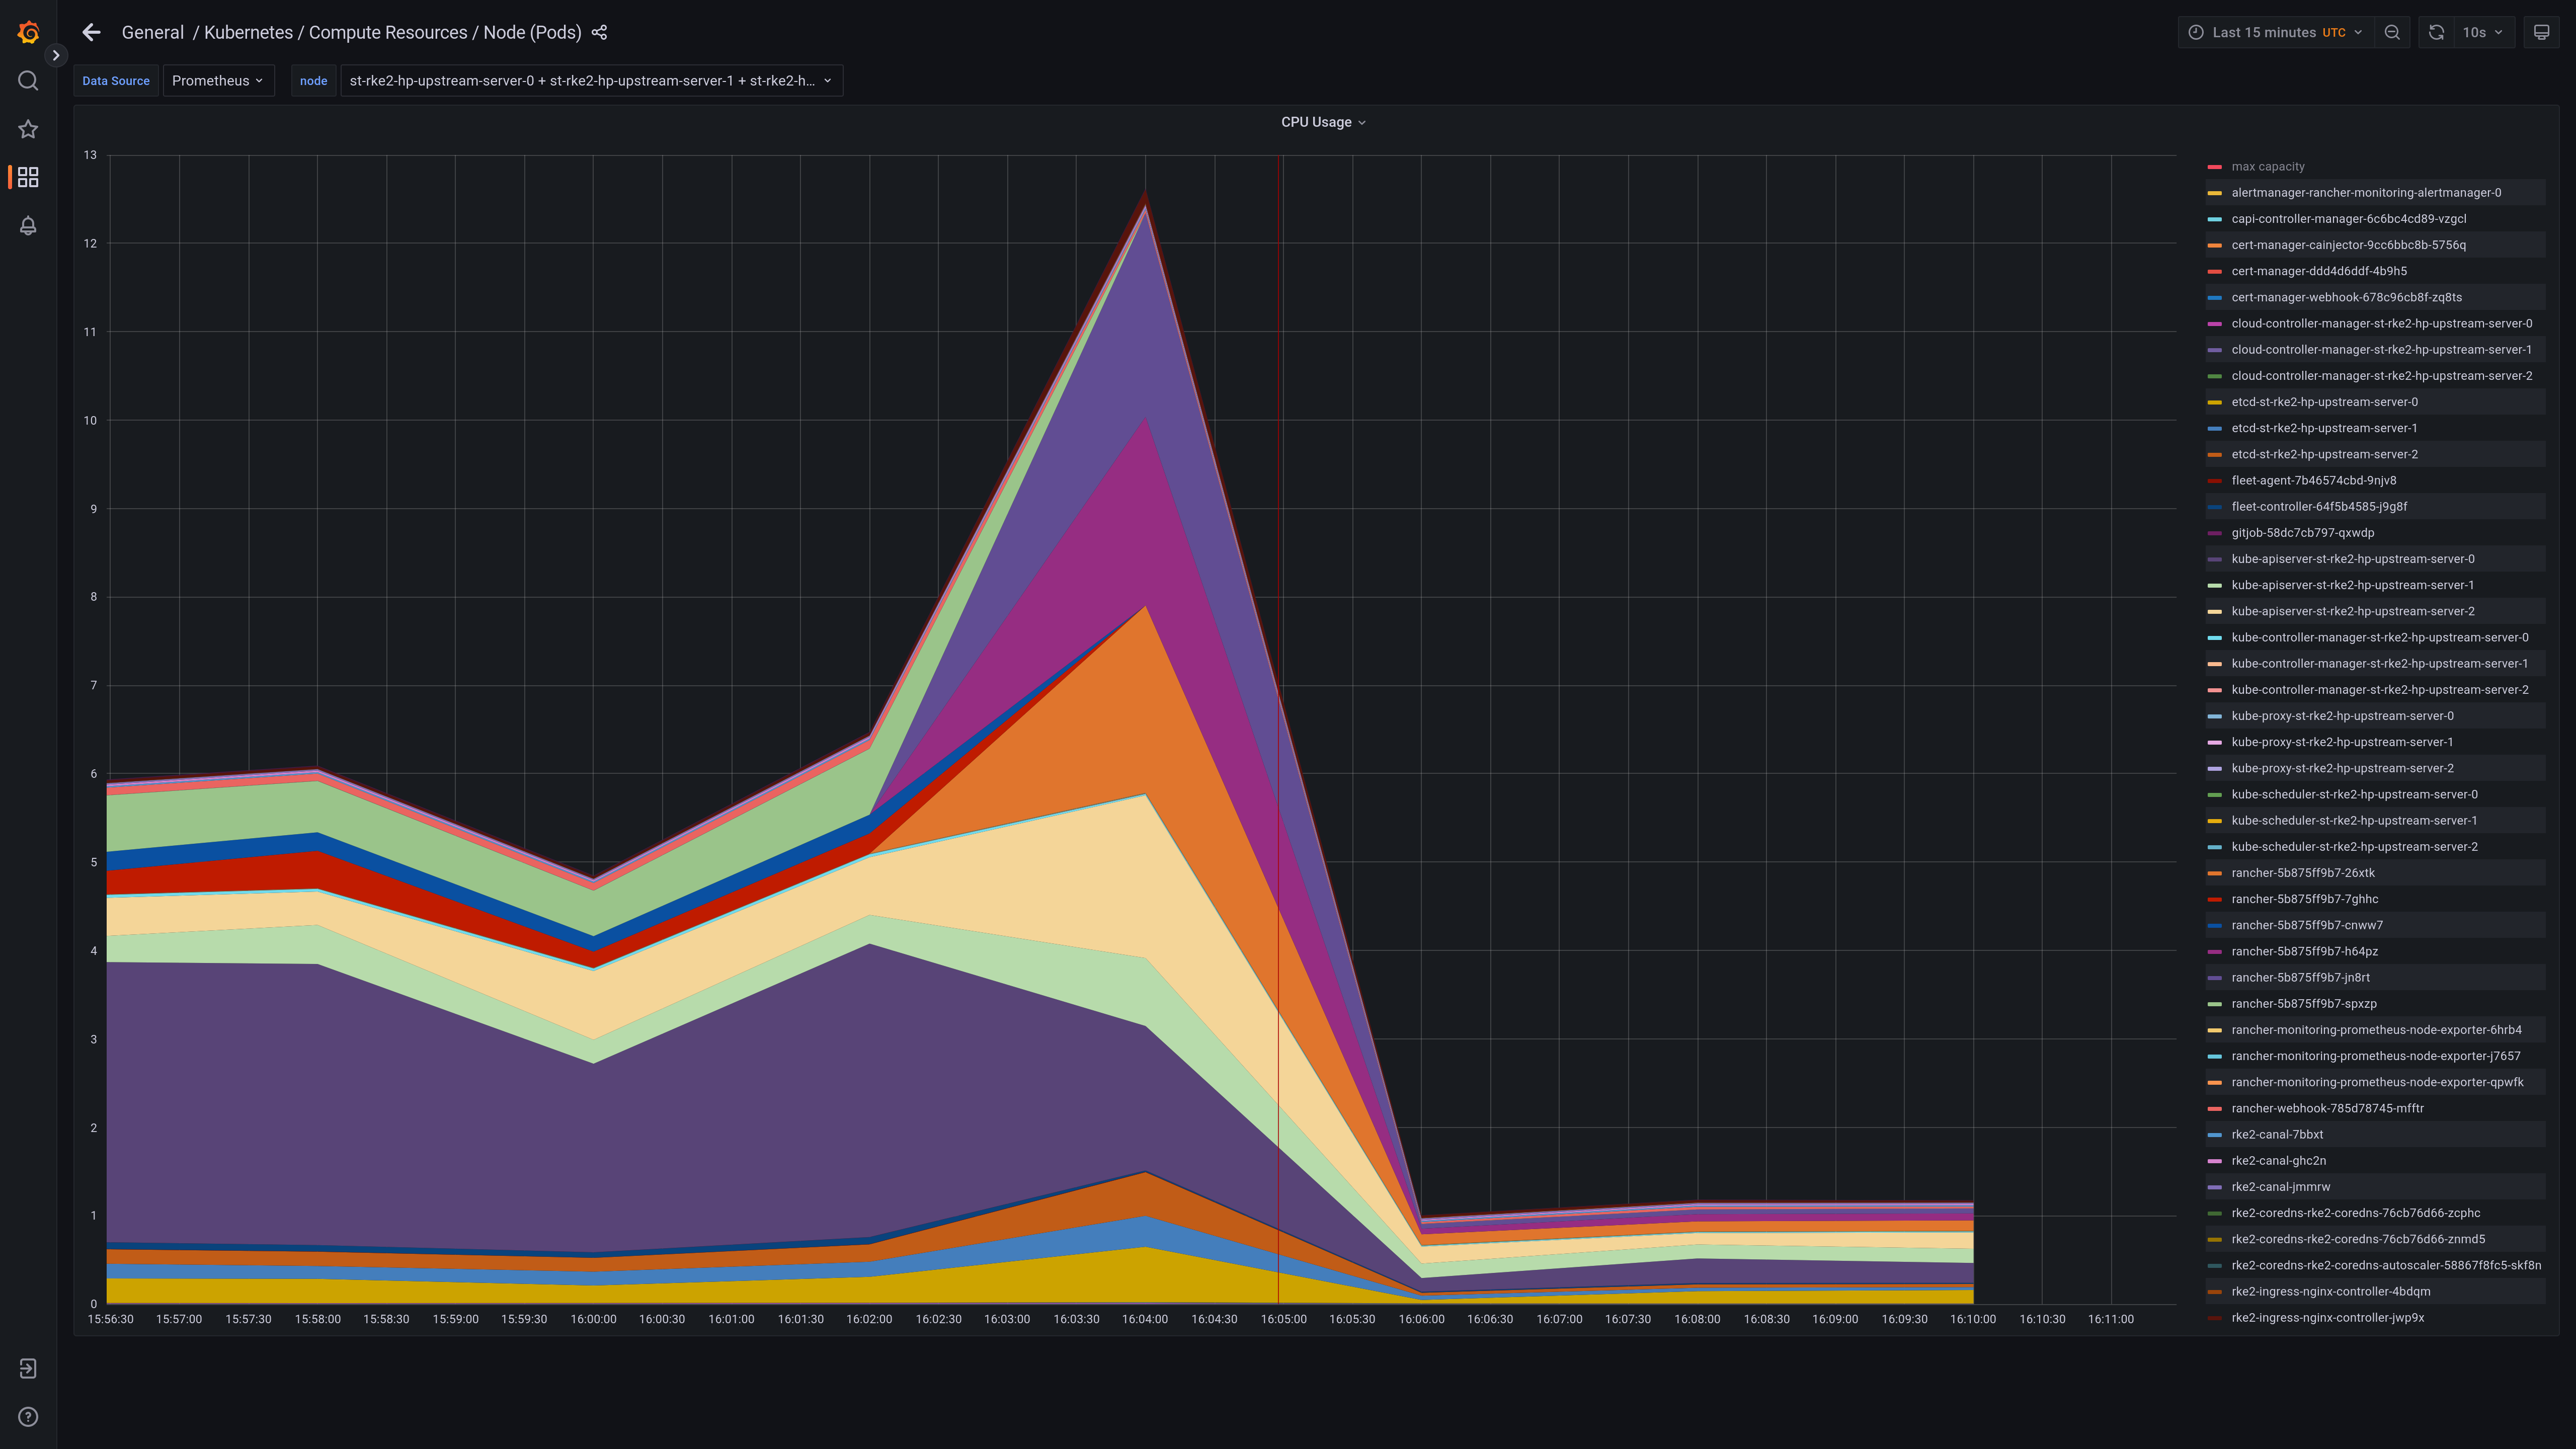 General / Kubernetes / Compute Resources / Node (Pods)
Last 15 minutes UTC
10s
Data Source
Prometheus
node
st-rke2-hp-upstream-server-0 + st-rke2-hp-upstream-server-1 + st-rke2-h...
CPU Usage
13
12
11
10
9
8
7
6
5
4
3
2
1
0
15:56:30 15:57:00 15:57:30 15:58:00 15:58:30 15:59:00 15:59:30 16:00:00 16:00:30 16:01:00 16:01:30 16:02:00 16:02:30 16:03:00 16:03:30 16:04:00 16:04:30 16:05:00 16:05:30 16:06:00 16:06:30 16:07:00 16:07:30 16:08:00 16:08:30 16:09:00 16:09:30 16:10:00 16:10:30 16:11:00
max capacity
alertmanager-rancher-monitoring-alertmanager-0
capi-controller-manager-6c6bc4cd89-vzgcl
cert-manager-cainjector-9cc6bbc8b-5756q
cert-manager-ddd4d6ddf-4b9h5
cert-manager-webhook-678c96cb8f-zq8ts
cloud-controller-manager-st-rke2-hp-upstream-server-0
cloud-controller-manager-st-rke2-hp-upstream-server-1
cloud-controller-manager-st-rke2-hp-upstream-server-2
etcd-st-rke2-hp-upstream-server-0
etcd-st-rke2-hp-upstream-server-1
etcd-st-rke2-hp-upstream-server-2
fleet-agent-7b46574cbd-9njv8
fleet-controller-64f5b4585-j9g8f
gitjob-58dc7cb797-qxwdp
kube-apiserver-st-rke2-hp-upstream-server-0
kube-apiserver-st-rke2-hp-upstream-server-1
kube-apiserver-st-rke2-hp-upstream-server-2
kube-controller-manager-st-rke2-hp-upstream-server-0
kube-controller-manager-st-rke2-hp-upstream-server-1
kube-controller-manager-st-rke2-hp-upstream-server-2
kube-proxy-st-rke2-hp-upstream-server-0
kube-proxy-st-rke2-hp-upstream-server-1
kube-proxy-st-rke2-hp-upstream-server-2
kube-scheduler-st-rke2-hp-upstream-server-0
kube-scheduler-st-rke2-hp-upstream-server-1
kube-scheduler-st-rke2-hp-upstream-server-2
rancher-5b875ff9b7-26xtk
rancher-5b875ff9b7-7ghhc
rancher-5b875ff9b7-cnww7
rancher-5b875ff9b7-h64pz
rancher-5b875ff9b7-jn8rt
rancher-5b875ff9b7-spxzp
rancher-monitoring-prometheus-node-exporter-6hrb4
rancher-monitoring-prometheus-node-exporter-j7657
rancher-monitoring-prometheus-node-exporter-qpwfk
rancher-webhook-785d78745-mfftr
rke2-canal-7bbxt
rke2-canal-ghc2n
rke2-canal-jmmrw
rke2-coredns-rke2-coredns-76cb76d66-zcphc
rke2-coredns-rke2-coredns-76cb76d66-znmd5
rke2-coredns-rke2-coredns-autoscaler-58867f8fc5-skf8n
rke2-ingress-nginx-controller-4bdqm
rke2-ingress-nginx-controller-jwp9x